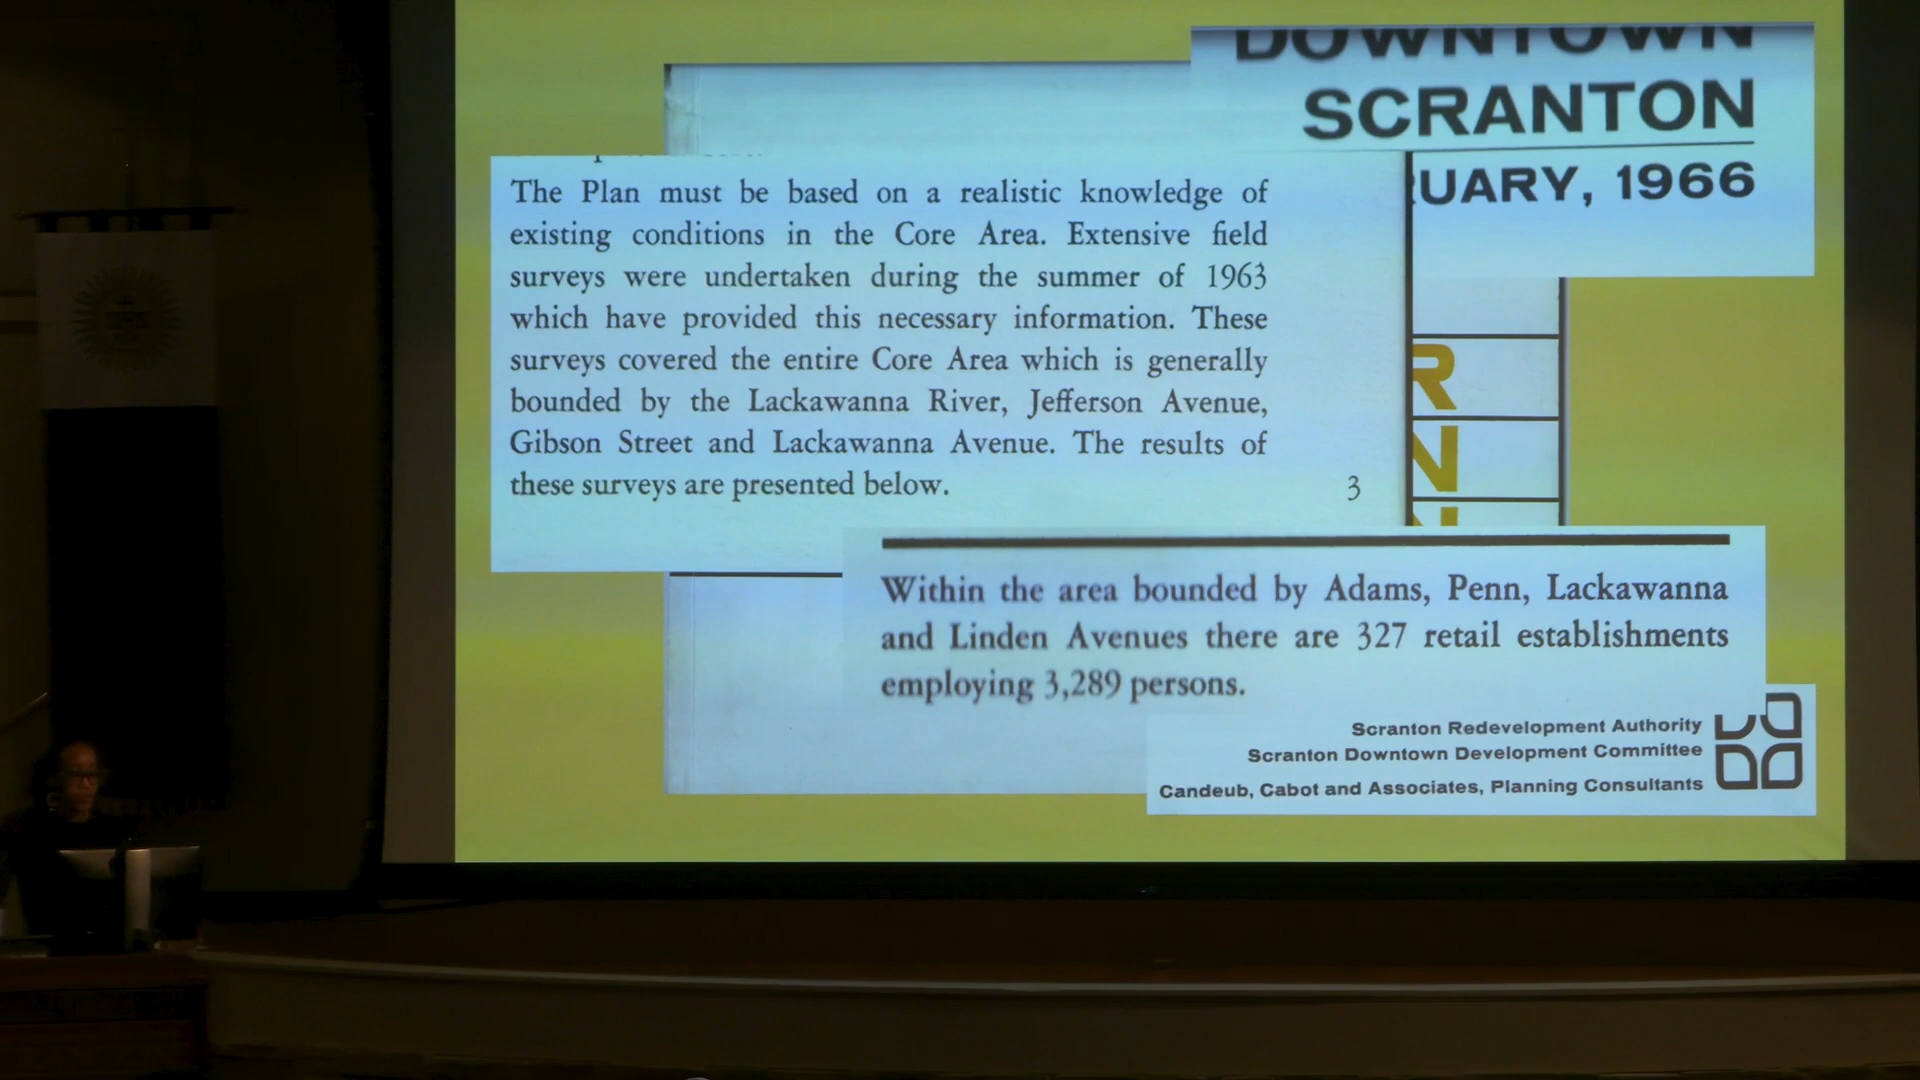 DOWNTOWN
SCRANTON
UARY, 1966
The Plan must be based on a realistic knowledge of
existing conditions in the Core Area. Extensive field
surveys were undertaken during the summer of 1963
which have provided this necessary information. These
surveys covered the entire Core Area which is generally
bounded by the Lackawanna River, Jefferson Avenue,
Gibson Street and Lackawanna Avenue. The results of
these surveys are presented below.
3
R
N
Within the area bounded by Adams, Penn, Lackawanna
and Linden Avenues there are 327 retail establishments
employing 3,289 persons.
Scranton Redevelopment Authority
Scranton Downtown Development Committee
Candeub, Cabot and Associates, Planning Consultants